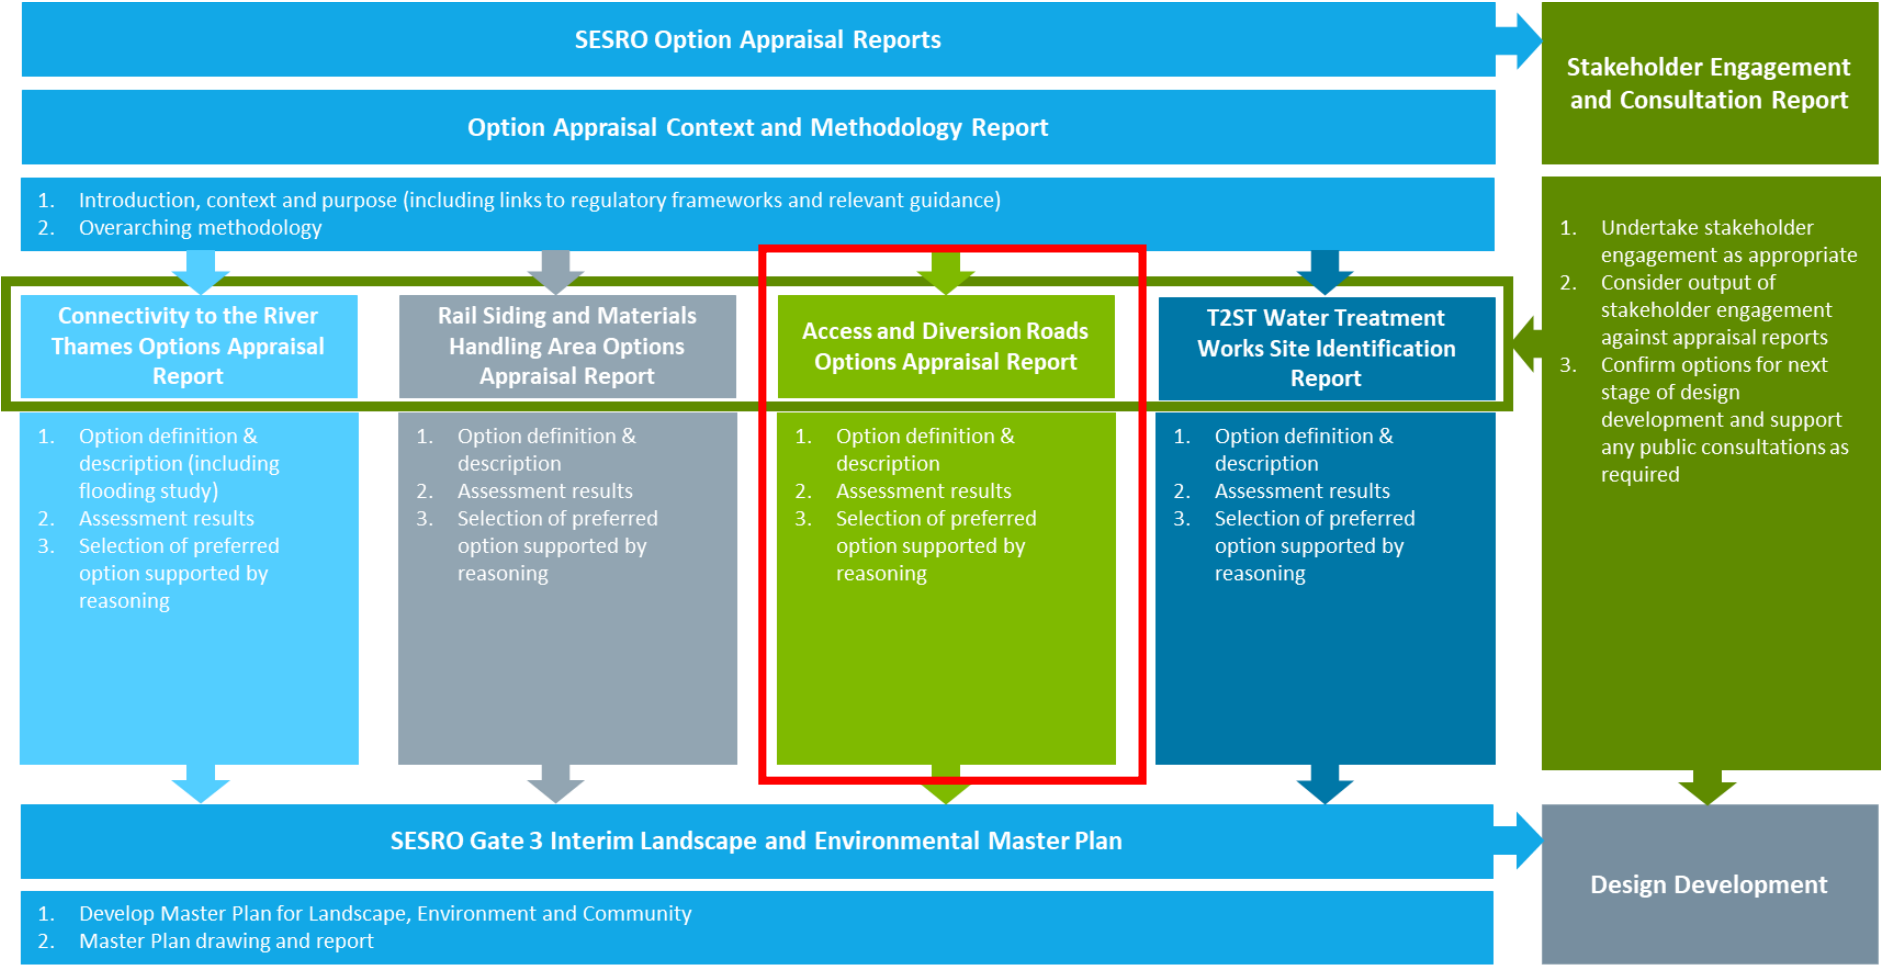 SESRO Option Appraisal Reports
Stakeholder Engagement
and Consultation Report
Option Appraisal Context and Methodology Report
1. Introduction, context and purpose (including links to regulatory frameworks and relevant guidance)
2. Overarching methodology
Connectivity to the River
Thames Options Appraisal
Report
Rail Siding and Materials
Handling Area Options
Appraisal Report
Access and Diversion Roads
Options Appraisal Report
T2ST Water Treatment
Works Site Identification
Report
1. Option definition &
description (including
flooding study)
2. Assessment results
3. Selection of preferred
option supported by
reasoning
1. Option definition &
description
2. Assessment results
3. Selection of preferred
option supported by
reasoning
1. Option definition &
description
2. Assessment results
3. Selection of preferred
option supported by
reasoning
1. Option definition &
description
2. Assessment results
3. Selection of preferred
option supported by
reasoning
1. Undertake stakeholder
engagement as appropriate
2. Consider output of
stakeholder engagement
against appraisal reports
3. Confirm options for next
stage of design
development and support
any public consultations as
required
SESRO Gate 3 Interim Landscape and Environmental Master Plan
1. Develop Master Plan for Landscape, Environment and Community
2. Master Plan drawing and report
Design Development